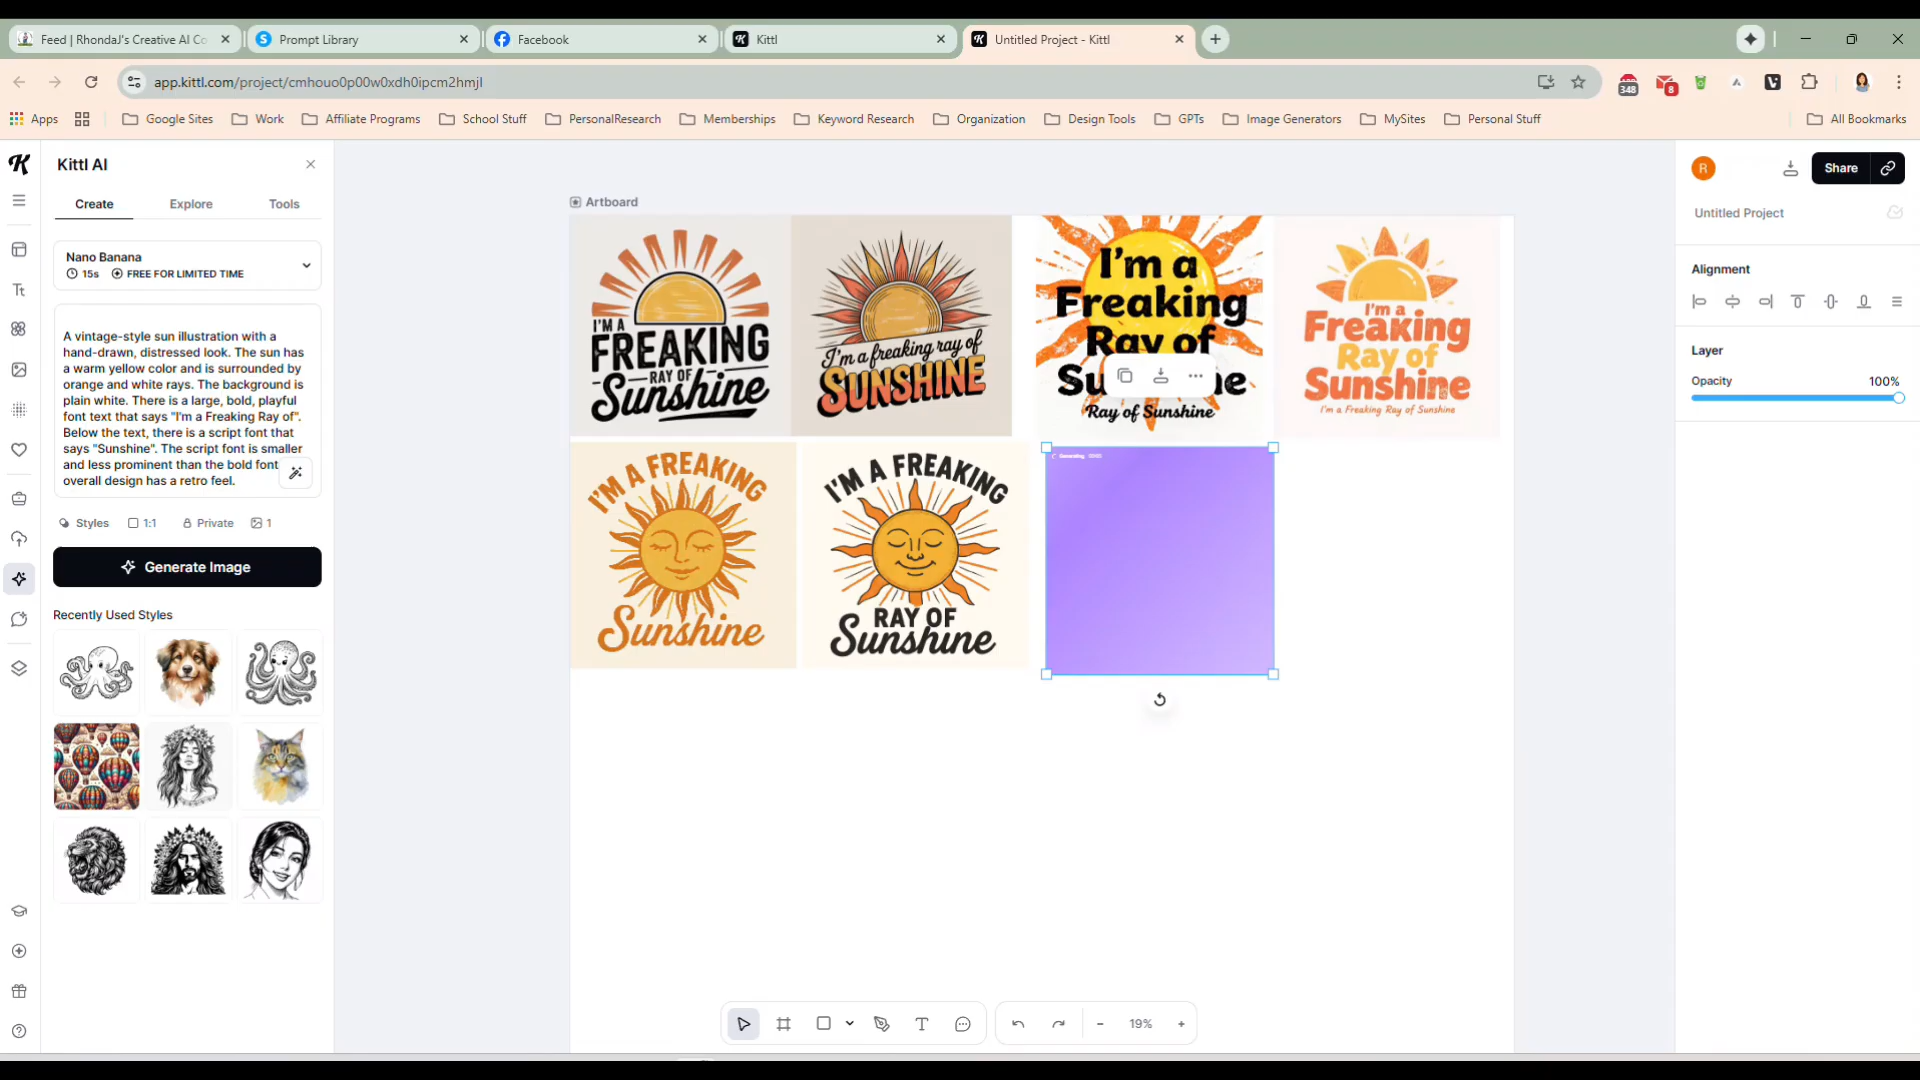 Feed | RhondaJ's Creative AI Co
Prompt Library
Facebook
Kittl
Untitled Project - Kittl
app.kittl.com/project/cmhouo0p00w0xdh0ipcm2hmjl
348
8
Apps
Google Sites
Work
Affiliate Programs
School Stuff
PersonalResearch
Memberships
Keyword Research
Organization
Design Tools
GPTs
Image Generators
MySites
Personal Stuff
All Bookmarks
Kittl AI
Create
Explore
Tools
Nano Banana
15s
FREE FOR LIMITED TIME
A vintage-style sun illustration with a
hand-drawn, distressed look. The sun has
a warm yellow color and is surrounded by
orange and white rays. The background is
plain white. There is a large, bold, playful
font text that says "I'm a Freaking Ray of".
Below the text, there is a script font that
says "Sunshine". The script font is smaller
and less prominent than the bold font
overall design has a retro feel.
Styles
1:1
Private
1
Generate Image
Recently Used Styles
Artboard
I'M A
FREAKING
RAY OF
Sunshine
I'm a freaking ray of
SUNSHINE
I'm a
Freaking
Ray of
Su
e
Ray of Sunshine
I'm a
Freaking
Ray of
Sunshine
I'm a Freaking Ray of Sunshine
I'M A FREAKING
Sunshine
I'M A FREAKING
RAY OF
Sunshine
Generating
19%
R
Share
Untitled Project
Alignment
Layer
Opacity
100%